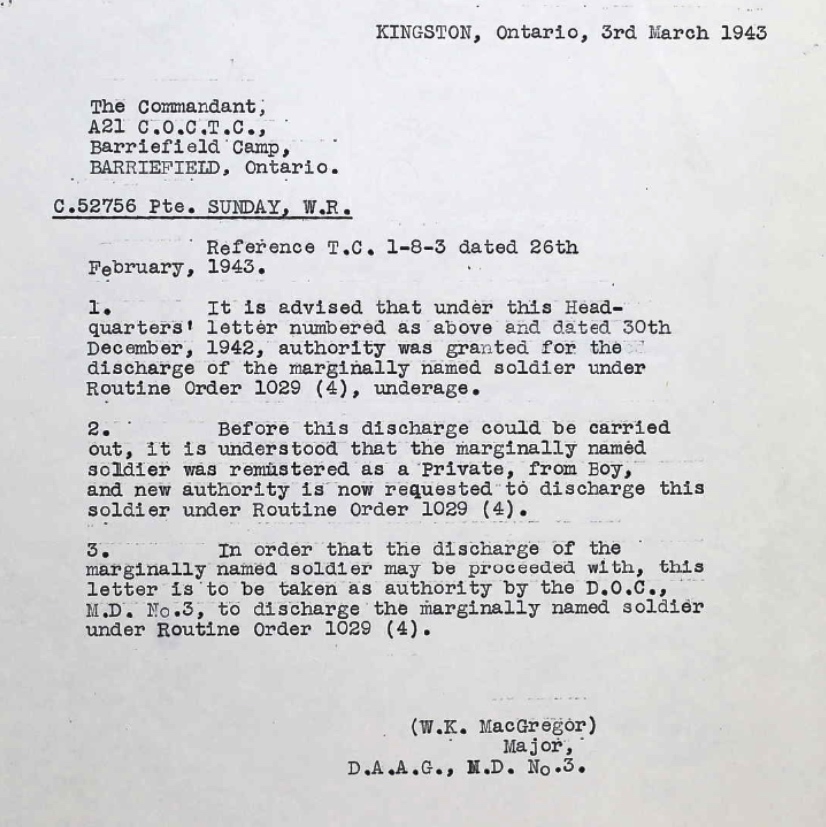 KINGSTON, Ontario, 3rd March 1943
The Commandant,
A21 C.O.C.T.C.,
Barriefield Camp,
BARRIEFIELD, Ontario.
C.52756 Pte. SUNDAY, W.R.
Reference T.C. 1-8-3 dated 26th
February, 1943.
1. It is advised that under this Head-
quarters' letter numbered as above and dated 30th
December, 1942, authority was granted for the
discharge of the marginally named soldier under
Routine Order 1029 (4), underage.
2. Before this discharge could be carried
out, it is understood that the marginally named
soldier was remustered as a Private, from Boy,
and new authority is now requested to discharge this
soldier under Routine Order 1029 (4).
3. In order that the discharge of the
marginally named soldier may be proceeded with, this
letter is to be taken as authority by the D.O.C.,
M.D. No.3, to discharge the marginally named soldier
under Routine Order 1029 (4).
(W.K. MacGregor)
Major,
D.A.A.G., M.D. No.3.